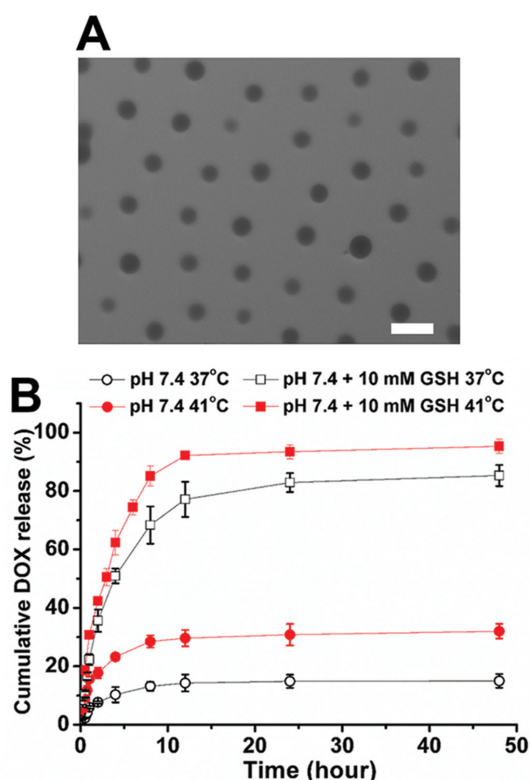 A
B
pH 7.4 37°C
pH 7.4 + 10 mM GSH 37°C
pH 7.4 41°C
pH 7.4 + 10 mM GSH 41°C
Cumulative DOX release (%)
100
80
60
40
20
0
0 10 20 30 40 50
Time (hour)